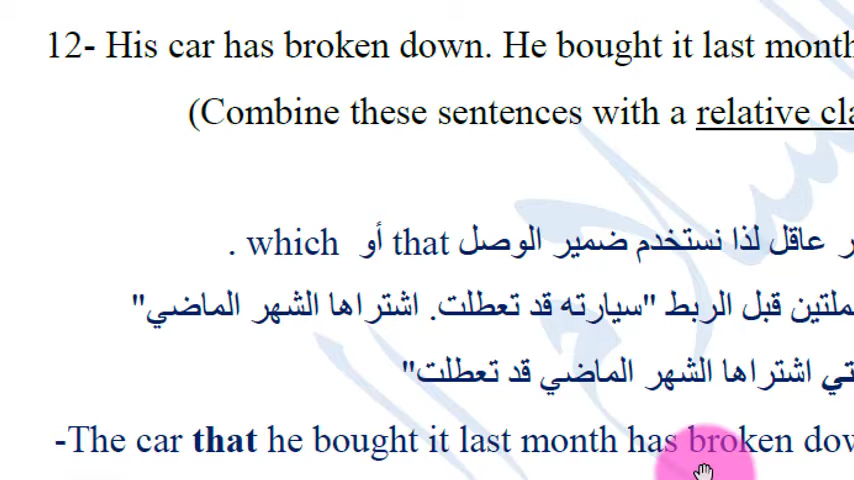 12- His car has broken down. He bought it last month
(Combine these sentences with a relative cla
ر عاقل لذا نستخدم ضمير الوصل that أو which .
ملتين قبل الربط "سيارته قد تعطلت. اشتراها الشهر الماضي"
تي اشتراها الشهر الماضي قد تعطلت"
-The car that he bought it last month has broken dow